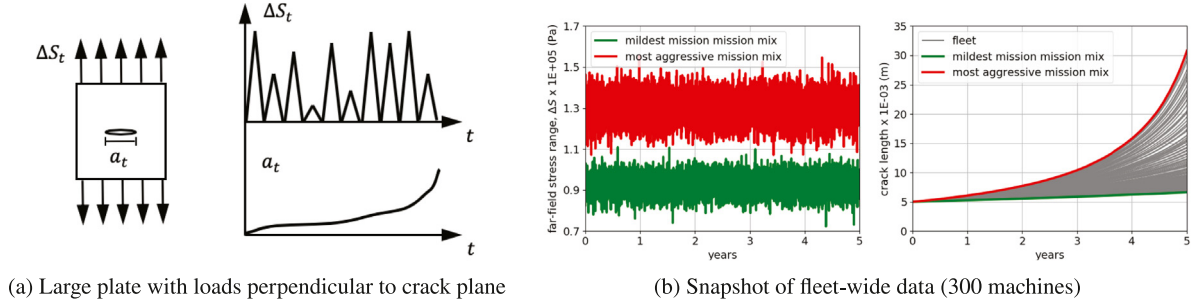 ΔSₜ
aₜ
ΔSₜ
t
aₜ
t
(a) Large plate with loads perpendicular to crack plane
far-field stress range, ΔS x 1E+05 (Pa)
1.7
1.5
1.3
1.1
0.9
0.7
mildest mission mission mix
most aggressive mission mix
0 1 2 3 4 5
years
crack length x 1E-03 (m)
35
30
25
20
15
10
5
0
fleet
mildest mission mission mix
most aggressive mission mix
0 1 2 3 4 5
years
(b) Snapshot of fleet-wide data (300 machines)